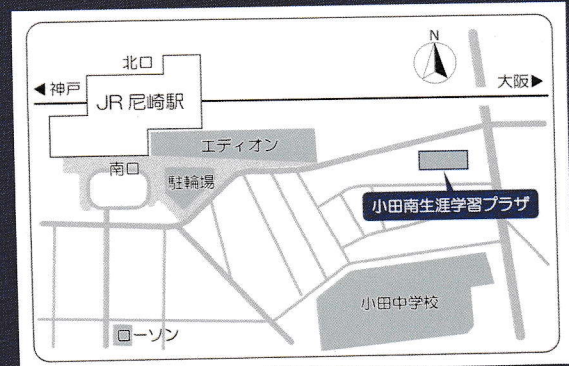 北口
N
◀神戸
大阪▶
JR 尼崎駅
エディオン
南口
駐輪場
小田南生涯学習プラザ
小田中学校
ローソン